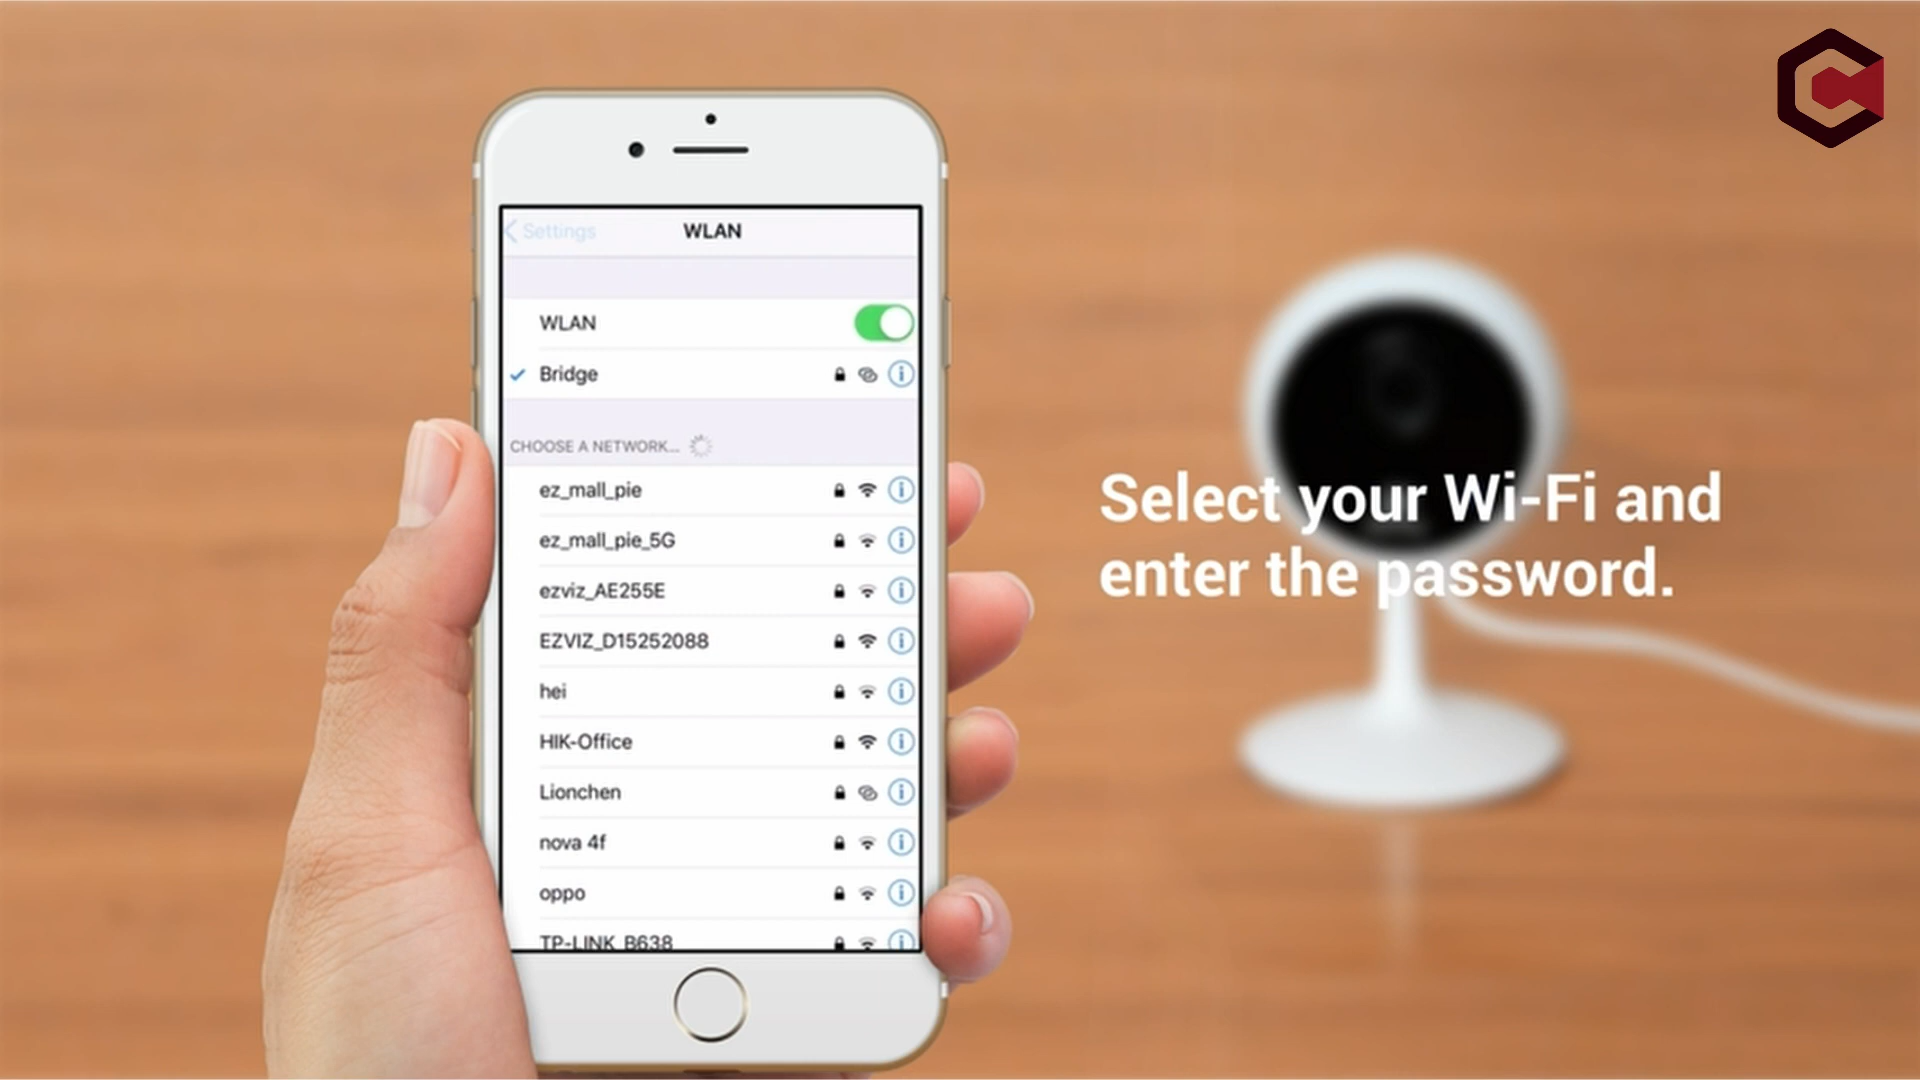 Settings
WLAN
WLAN
Bridge
CHOOSE A NETWORK...
ez_mall_pie
ez_mall_pie_5G
ezviz_AE255E
EZVIZ_D15252088
hei
HIK-Office
Lionchen
nova 4f
oppo
TP-LINK_B638
Select your Wi-Fi and
enter the password.